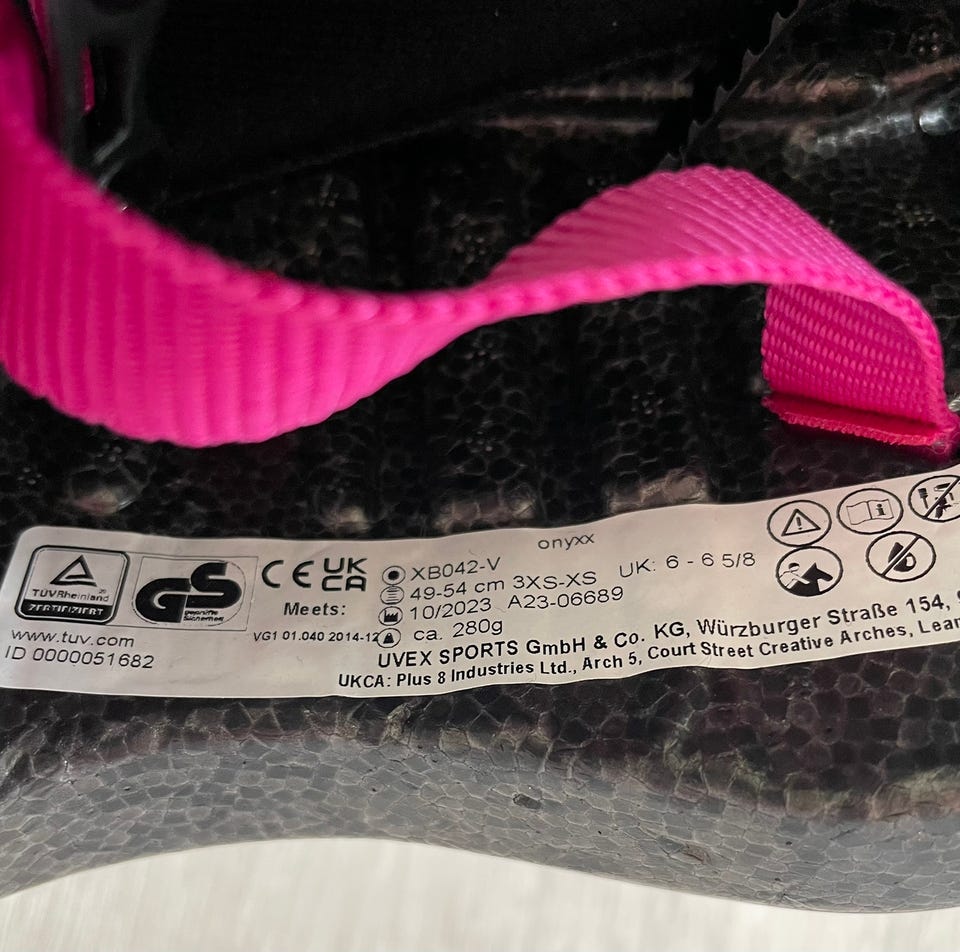 TÜVRheinland
ZERTIFIZIERT
www.tuv.com
ID 0000051682
GS
geprüfte
Sicherheit
CE UK
CA
Meets:
VG1 01.040 2014-12
onyxx
XB042-V
49-54 cm 3XS-XS UK: 6 - 6 5/8
10/2023 A23-06689
ca. 280g
UVEX SPORTS GmbH & Co. KG, Würzburger Straße 154,
UKCA: Plus 8 Industries Ltd., Arch 5, Court Street Creative Arches,